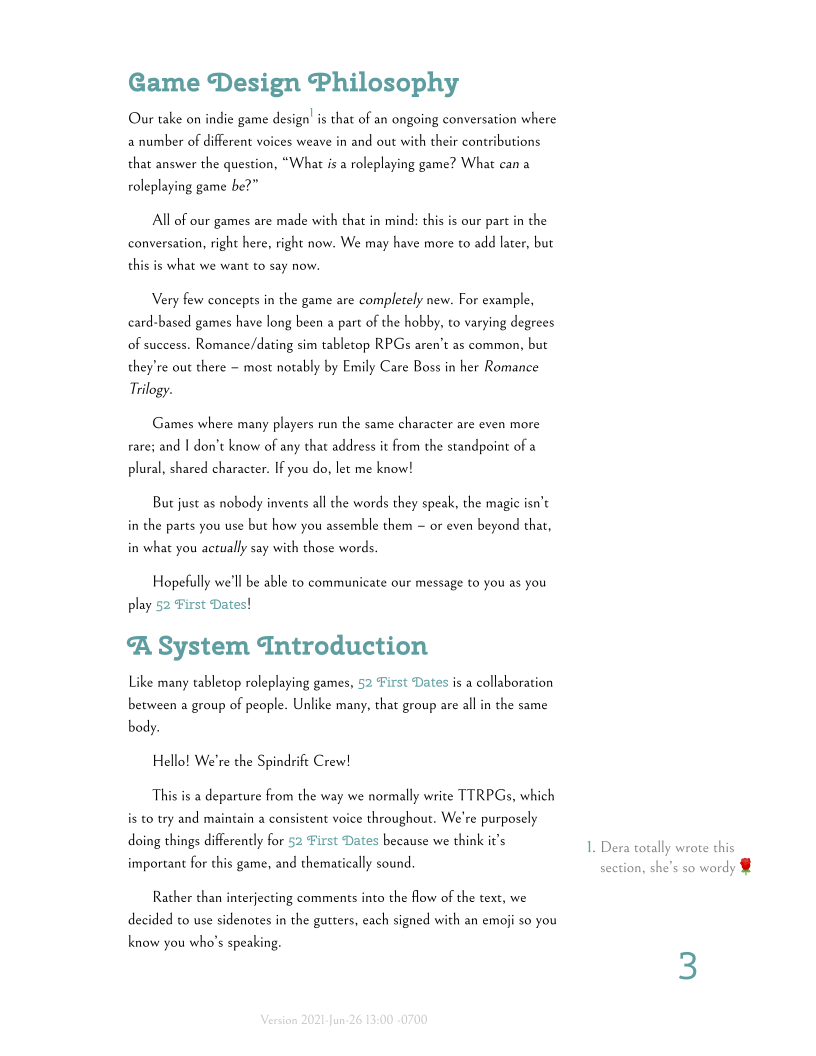 Game Design Philosophy
Our take on indie game design1 is that of an ongoing conversation where
a number of different voices weave in and out with their contributions
that answer the question, “What is a roleplaying game? What can a
roleplaying game be?”
All of our games are made with that in mind: this is our part in the
conversation, right here, right now. We may have more to add later, but
this is what we want to say now.
Very few concepts in the game are completely new. For example,
card-based games have long been a part of the hobby, to varying degrees
of success. Romance/dating sim tabletop RPGs aren’t as common, but
they’re out there – most notably by Emily Care Boss in her Romance
Trilogy.
Games where many players run the same character are even more
rare; and I don’t know of any that address it from the standpoint of a
plural, shared character. If you do, let me know!
But just as nobody invents all the words they speak, the magic isn’t
in the parts you use but how you assemble them – or even beyond that,
in what you actually say with those words.
Hopefully we’ll be able to communicate our message to you as you
play 52 First Dates!
A System Introduction
Like many tabletop roleplaying games, 52 First Dates is a collaboration
between a group of people. Unlike many, that group are all in the same
body.
Hello! We’re the Spindrift Crew!
This is a departure from the way we normally write TTRPGs, which
is to try and maintain a consistent voice throughout. We’re purposely
doing things differently for 52 First Dates because we think it’s
important for this game, and thematically sound.
Rather than interjecting comments into the flow of the text, we
decided to use sidenotes in the gutters, each signed with an emoji so you
know you who’s speaking.
1. Dera totally wrote this
section, she’s so wordy 🌹
3
Version 2021-Jun-26 13:00 -0700